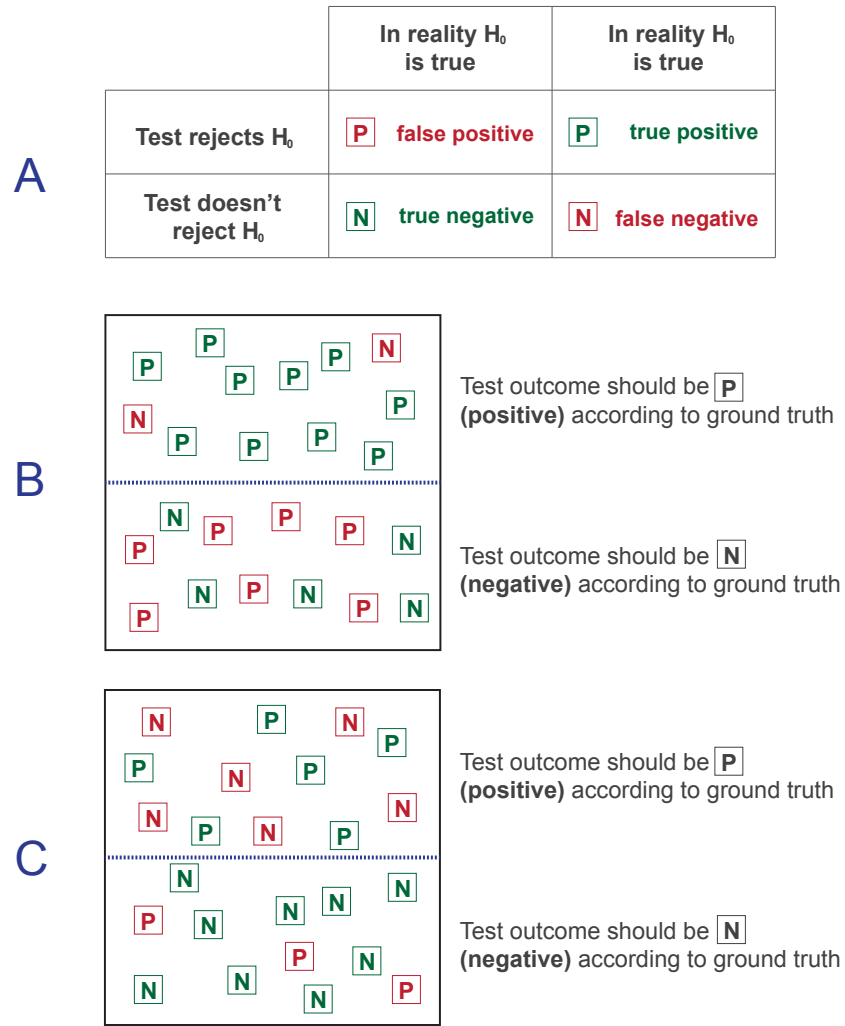 In reality H₀
is true
In reality H₀
is true
A
Test rejects H₀
P false positive
P true positive
Test doesn't
reject H₀
N true negative
N false negative
B
P
N
P
P
P
P
P
N
P
P
P
P
Test outcome should be P
(positive) according to ground truth
N
P
P
P
P
N
P
N
P
N
P
N
Test outcome should be N
(negative) according to ground truth
C
N
P
N
P
P
P
N
N
N
P
N
P
Test outcome should be P
(positive) according to ground truth
N
N
N
N
P
N
P
N
N
N
P
N
Test outcome should be N
(negative) according to ground truth